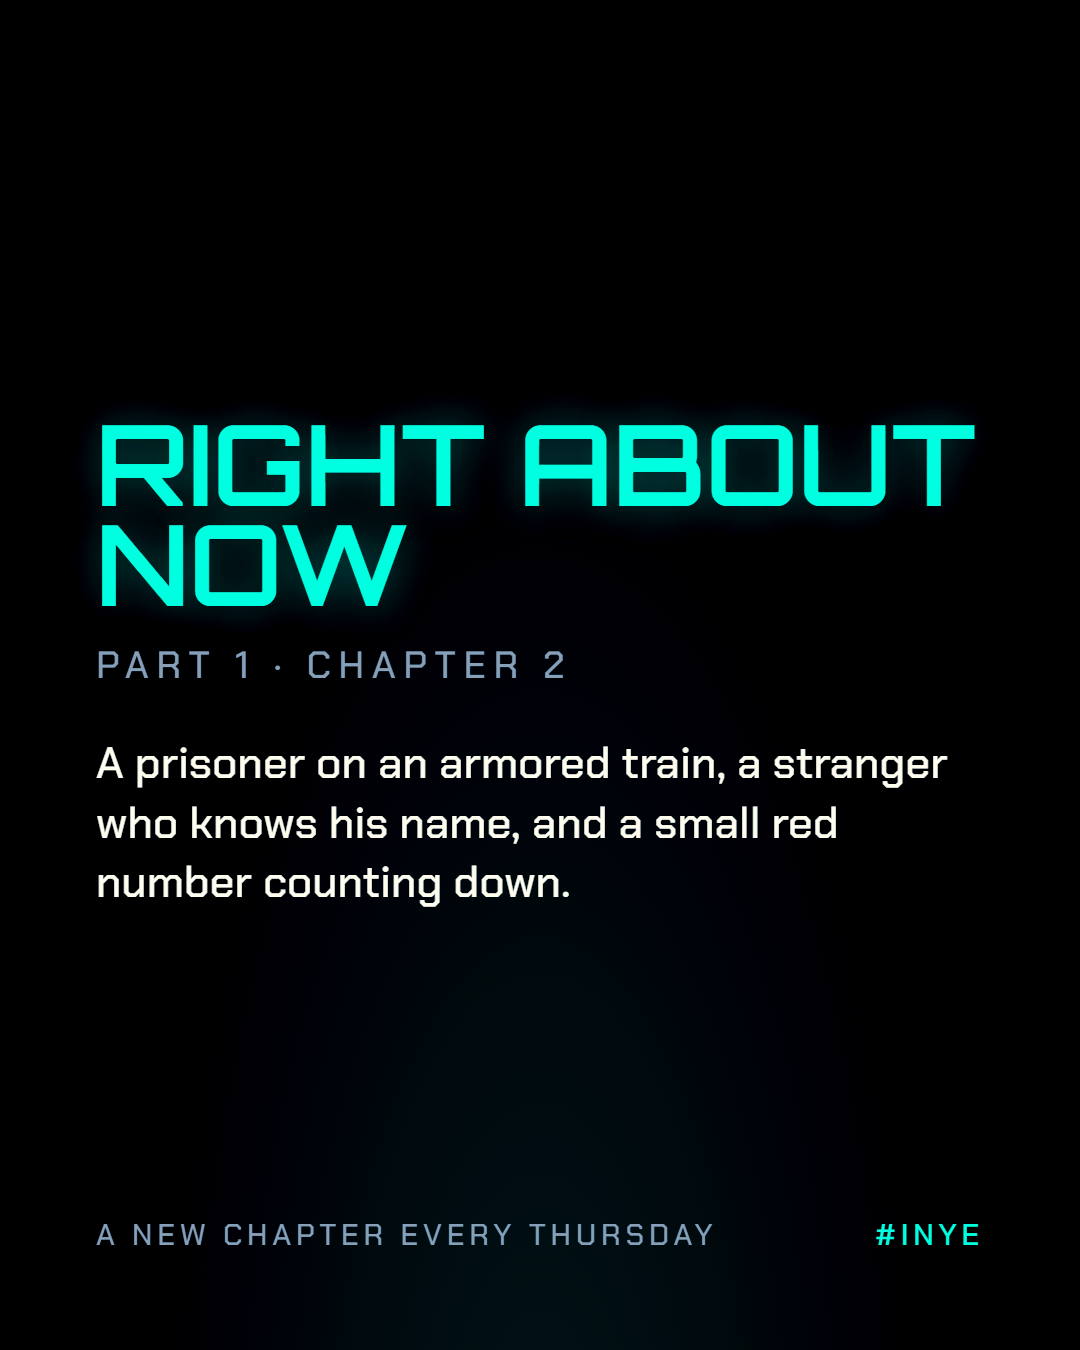 RIGHT ABOUT
NOW
PART 1 · CHAPTER 2
A prisoner on an armored train, a stranger
who knows his name, and a small red
number counting down.
A NEW CHAPTER EVERY THURSDAY
#INYE